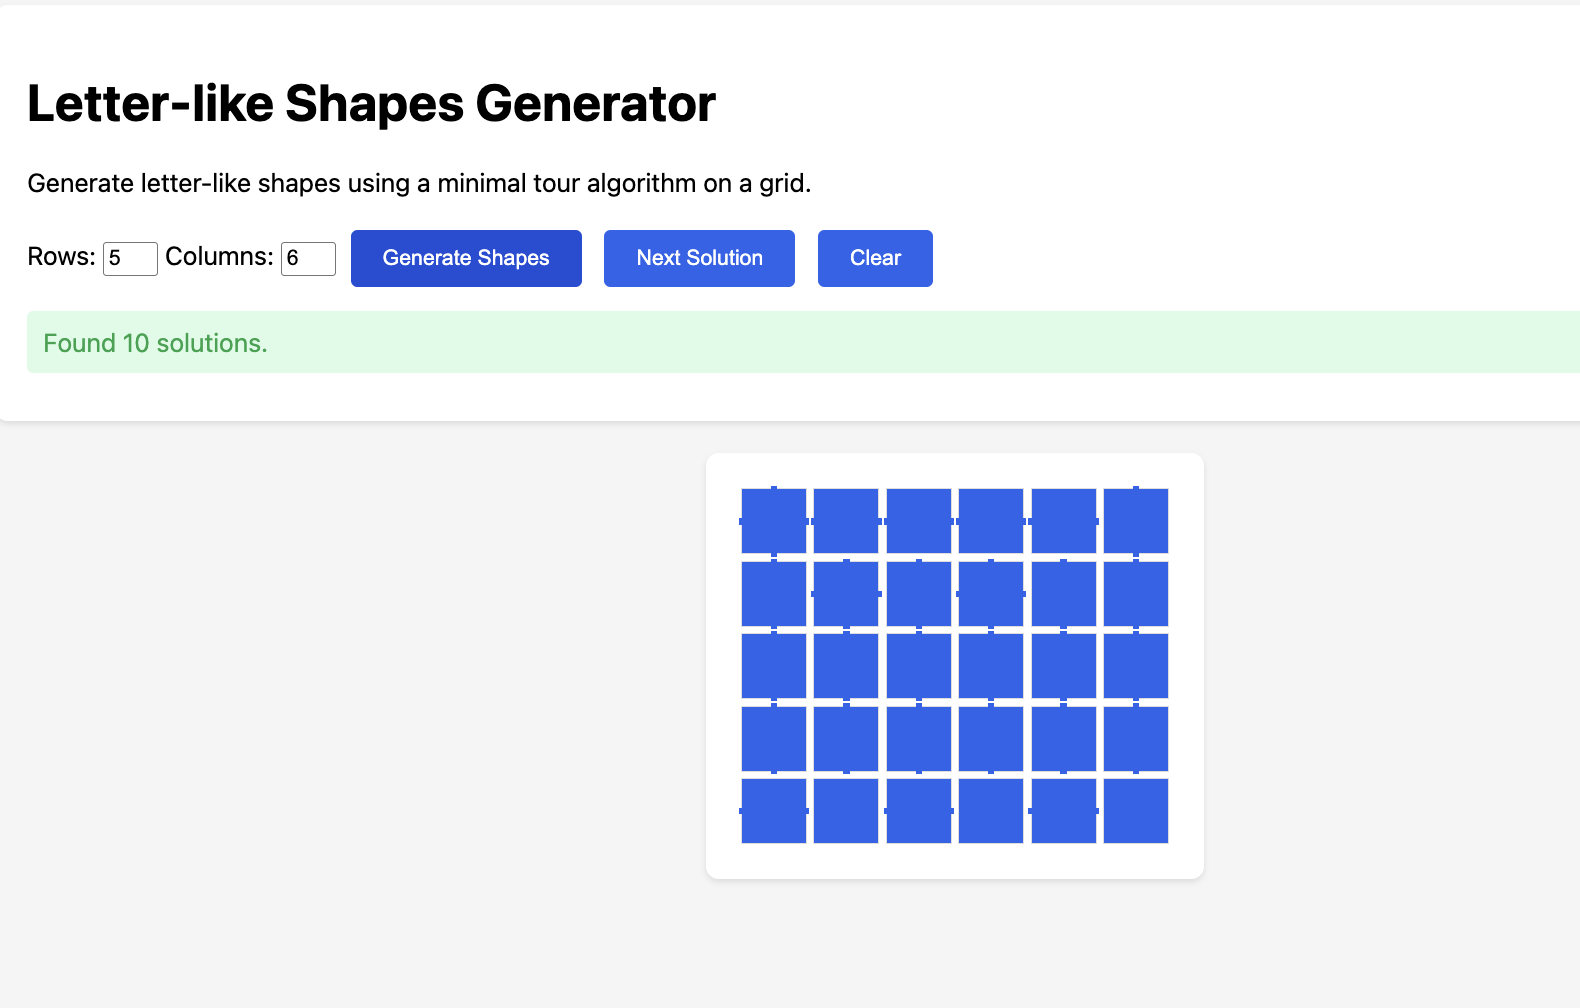 Letter-like Shapes Generator
Generate letter-like shapes using a minimal tour algorithm on a grid.
Rows: 5 Columns: 6 Generate Shapes Next Solution Clear
Found 10 solutions.